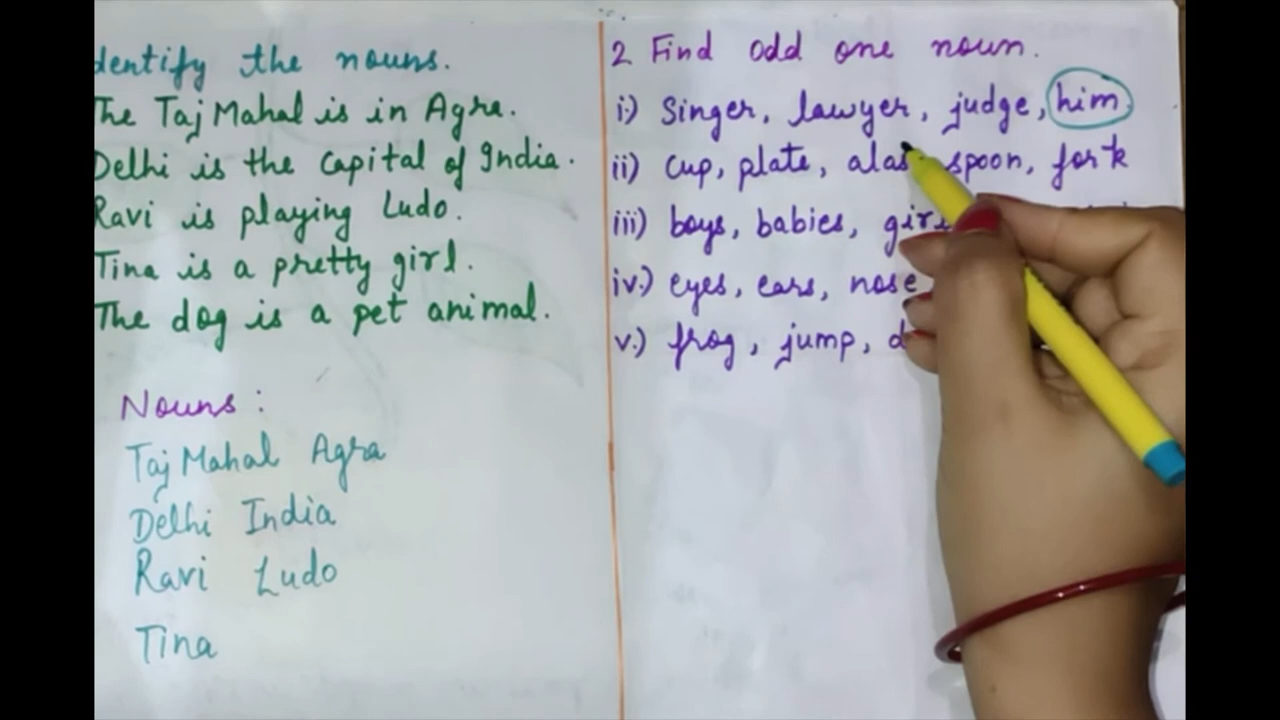 dentify the nouns.
The Taj Mahal is in Agra.
Delhi is the capital of India.
Ravi is playing Ludo.
Tina is a pretty girl.
The dog is a pet animal.
Nouns :
Taj Mahal Agra
Delhi India
Ravi Ludo
Tina
2 Find odd one noun.
i) Singer, lawyer, judge, him
ii) cup, plate, alas spoon, fork
iii) boys, babies,
iv.) eyes, ears, nose
v.) frog, jump,